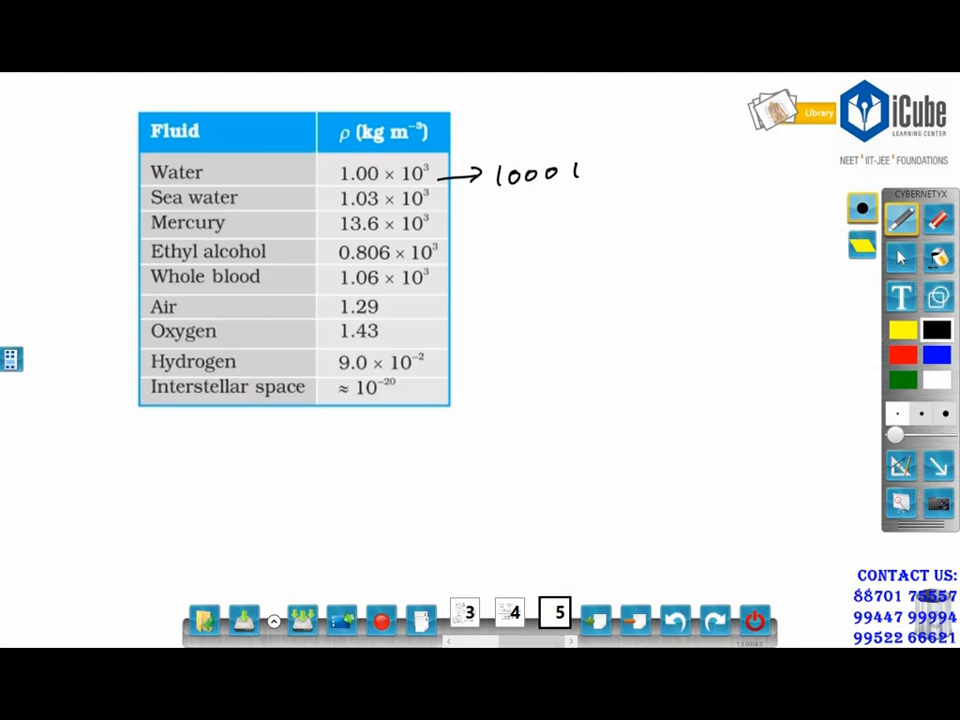 Library
iCube
LEARNING CENTER
NEET ' IIT-JEE ' FOUNDATIONS
Fluid ρ (kg m⁻³)
Water 1.00 × 10³ → 1000 l
Sea water 1.03 × 10³
Mercury 13.6 × 10³
Ethyl alcohol 0.806 × 10³
Whole blood 1.06 × 10³
Air 1.29
Oxygen 1.43
Hydrogen 9.0 × 10⁻²
Interstellar space ≈ 10⁻²⁰
CYBERNETYX
T
CONTACT US:
88701 75557
99447 99994
99522 66621
3 4 5